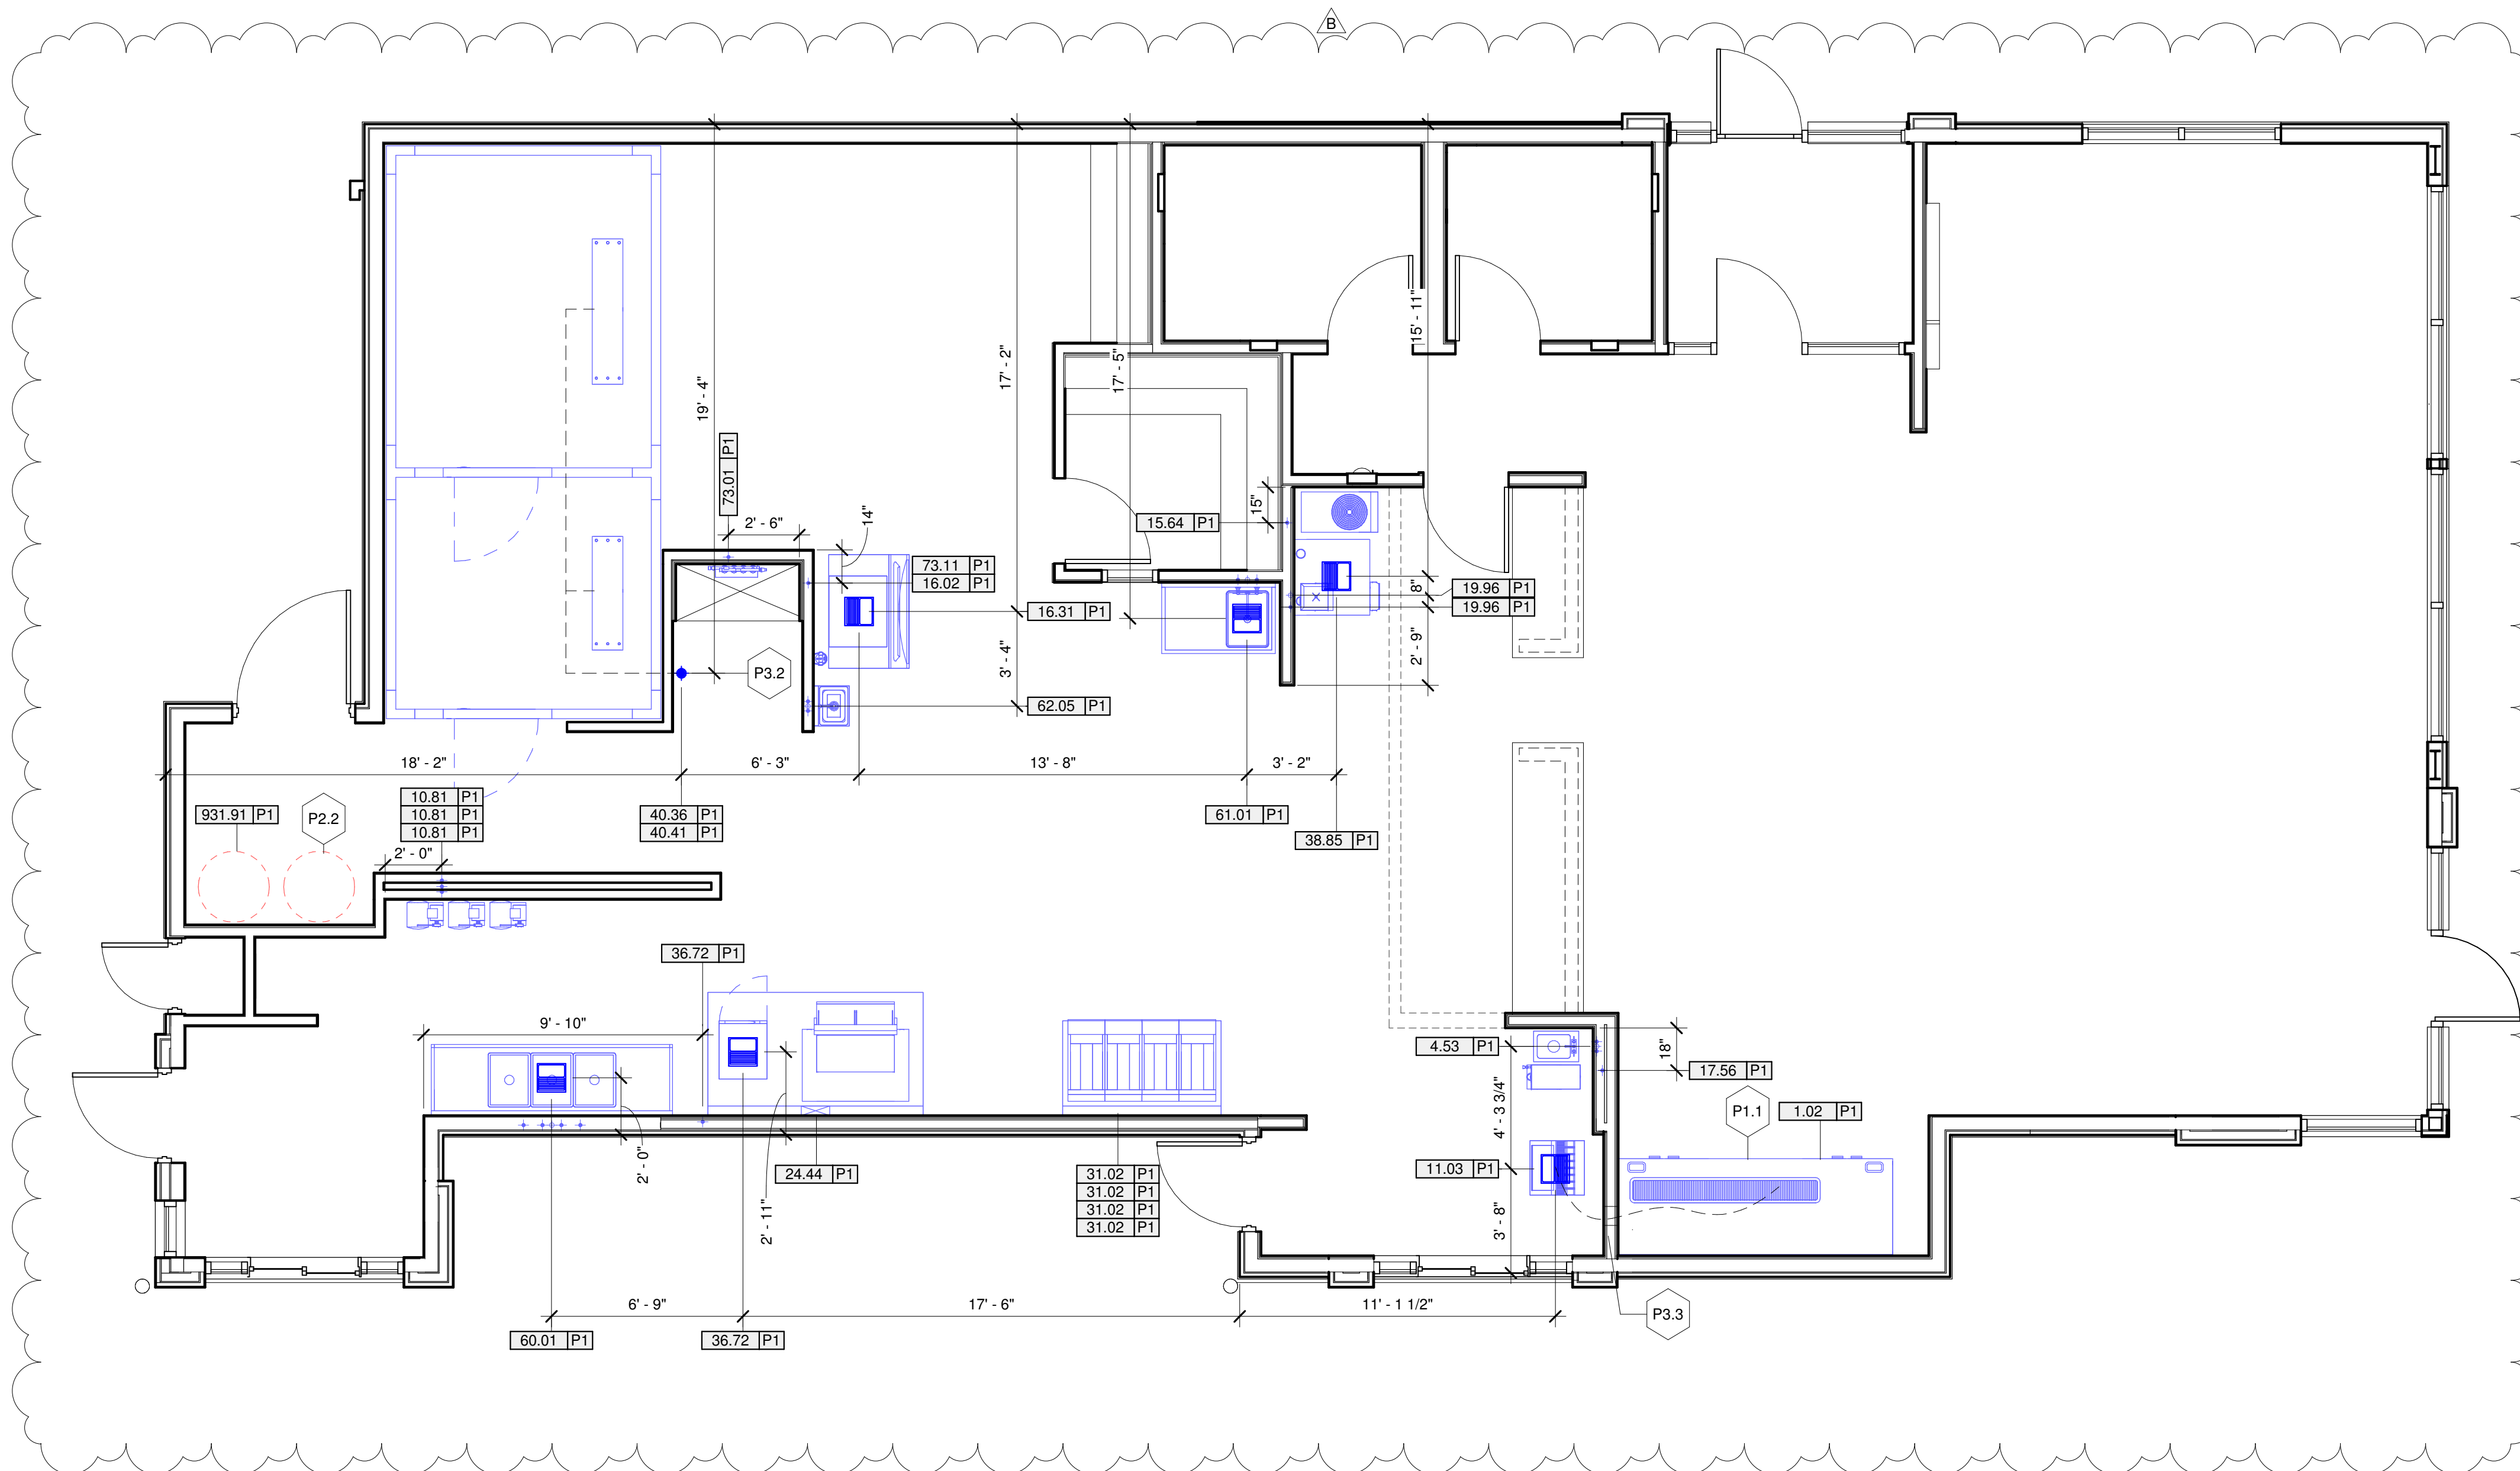 B
15' - 11"
17' - 2"
17' - 5"
19' - 4"
73.01 P1
2' - 6"
14"
15"
15.64 P1
73.11 P1
16.02 P1
8"
19.96 P1
19.96 P1
16.31 P1
2' - 9"
3' - 4"
P3.2
62.05 P1
18' - 2"
6' - 3"
13' - 8"
3' - 2"
10.81 P1
10.81 P1
10.81 P1
931.91 P1
P2.2
40.36 P1
40.41 P1
61.01 P1
38.85 P1
2' - 0"
36.72 P1
9' - 10"
4.53 P1
18"
17.56 P1
4' - 3 3/4"
P1.1
1.02 P1
2' - 0"
24.44 P1
11.03 P1
31.02 P1
31.02 P1
31.02 P1
31.02 P1
2' - 11"
3' - 8"
6' - 9"
17' - 6"
11' - 1 1/2"
P3.3
60.01 P1
36.72 P1